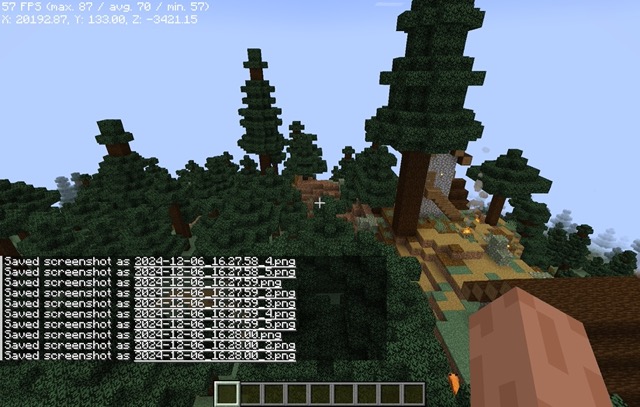 57 FPS (max. 87 / avg. 70 / min. 57)
X: 20192.87, Y: 133.00, Z: -3421.15
Saved screenshot as 2024-12-06_16.27.58_4.png
Saved screenshot as 2024-12-06_16.27.58_5.png
Saved screenshot as 2024-12-06_16.27.59.png
Saved screenshot as 2024-12-06_16.27.59_2.png
Saved screenshot as 2024-12-06_16.27.59_3.png
Saved screenshot as 2024-12-06_16.27.59_4.png
Saved screenshot as 2024-12-06_16.27.59_5.png
Saved screenshot as 2024-12-06_16.28.00.png
Saved screenshot as 2024-12-06_16.28.00_2.png
Saved screenshot as 2024-12-06_16.28.00_3.png